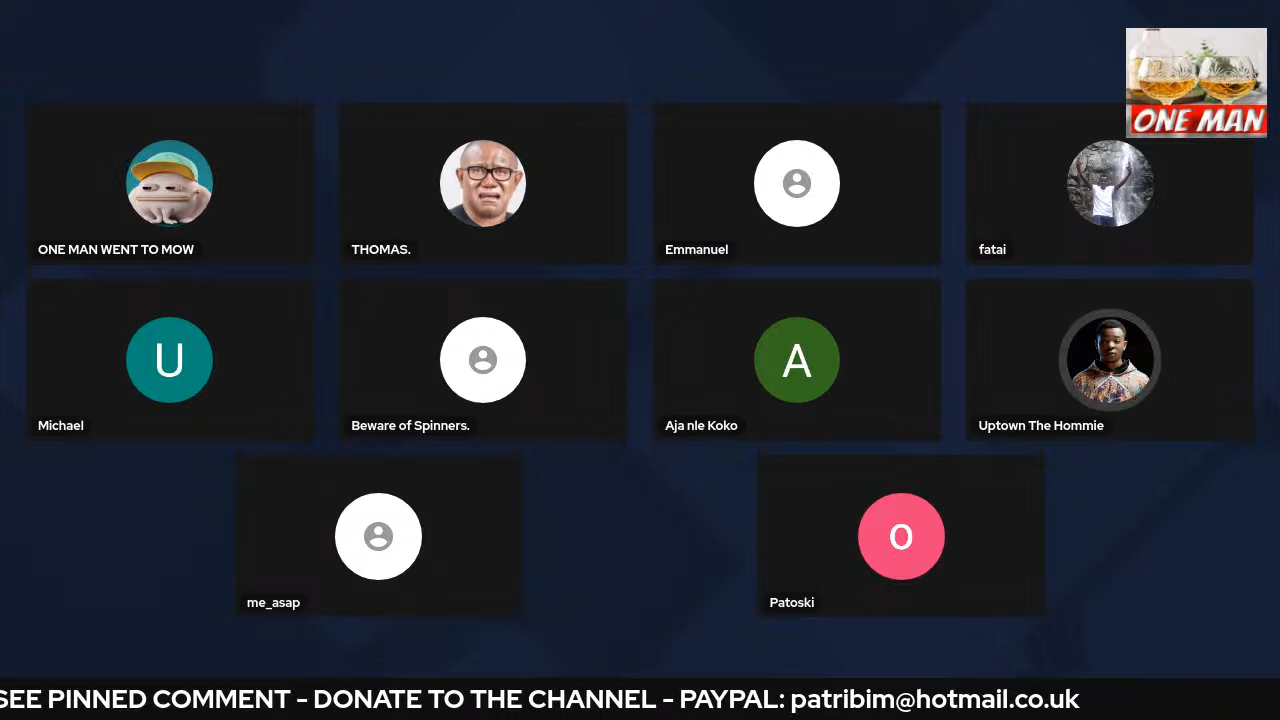 ONE MAN
ONE MAN WENT TO MOW
THOMAS.
Emmanuel
fatai
U
Michael
Beware of Spinners.
A
Aja nle Koko
Uptown The Hommie
me_asap
o
Patoski
SEE PINNED COMMENT - DONATE TO THE CHANNEL - PAYPAL: patribim@hotmail.co.uk